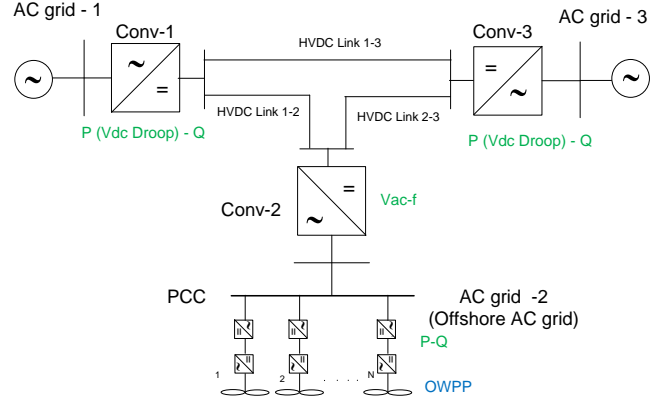 AC grid - 1
Conv-1
Conv-3
AC grid - 3
HVDC Link 1-3
~
~
=
=
~
~
HVDC Link 1-2
HVDC Link 2-3
P (Vdc Droop) - Q
P (Vdc Droop) - Q
=
~
Conv-2
Vac-f
PCC
AC grid -2
(Offshore AC grid)
P-Q
1
2
. . . .
N
OWPP